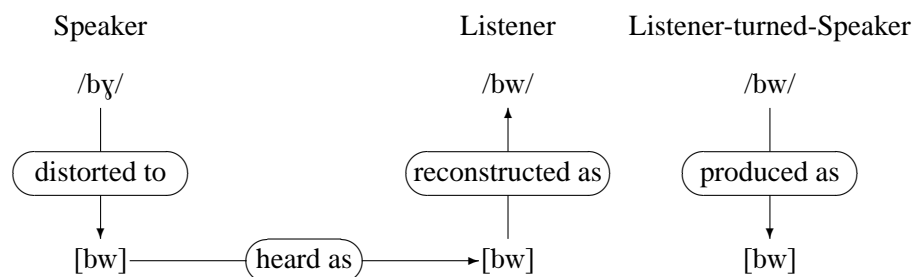 Speaker Listener Listener-turned-Speaker
/bɣ/ /bw/ /bw/
distorted to reconstructed as produced as
[bw] heard as [bw] [bw]